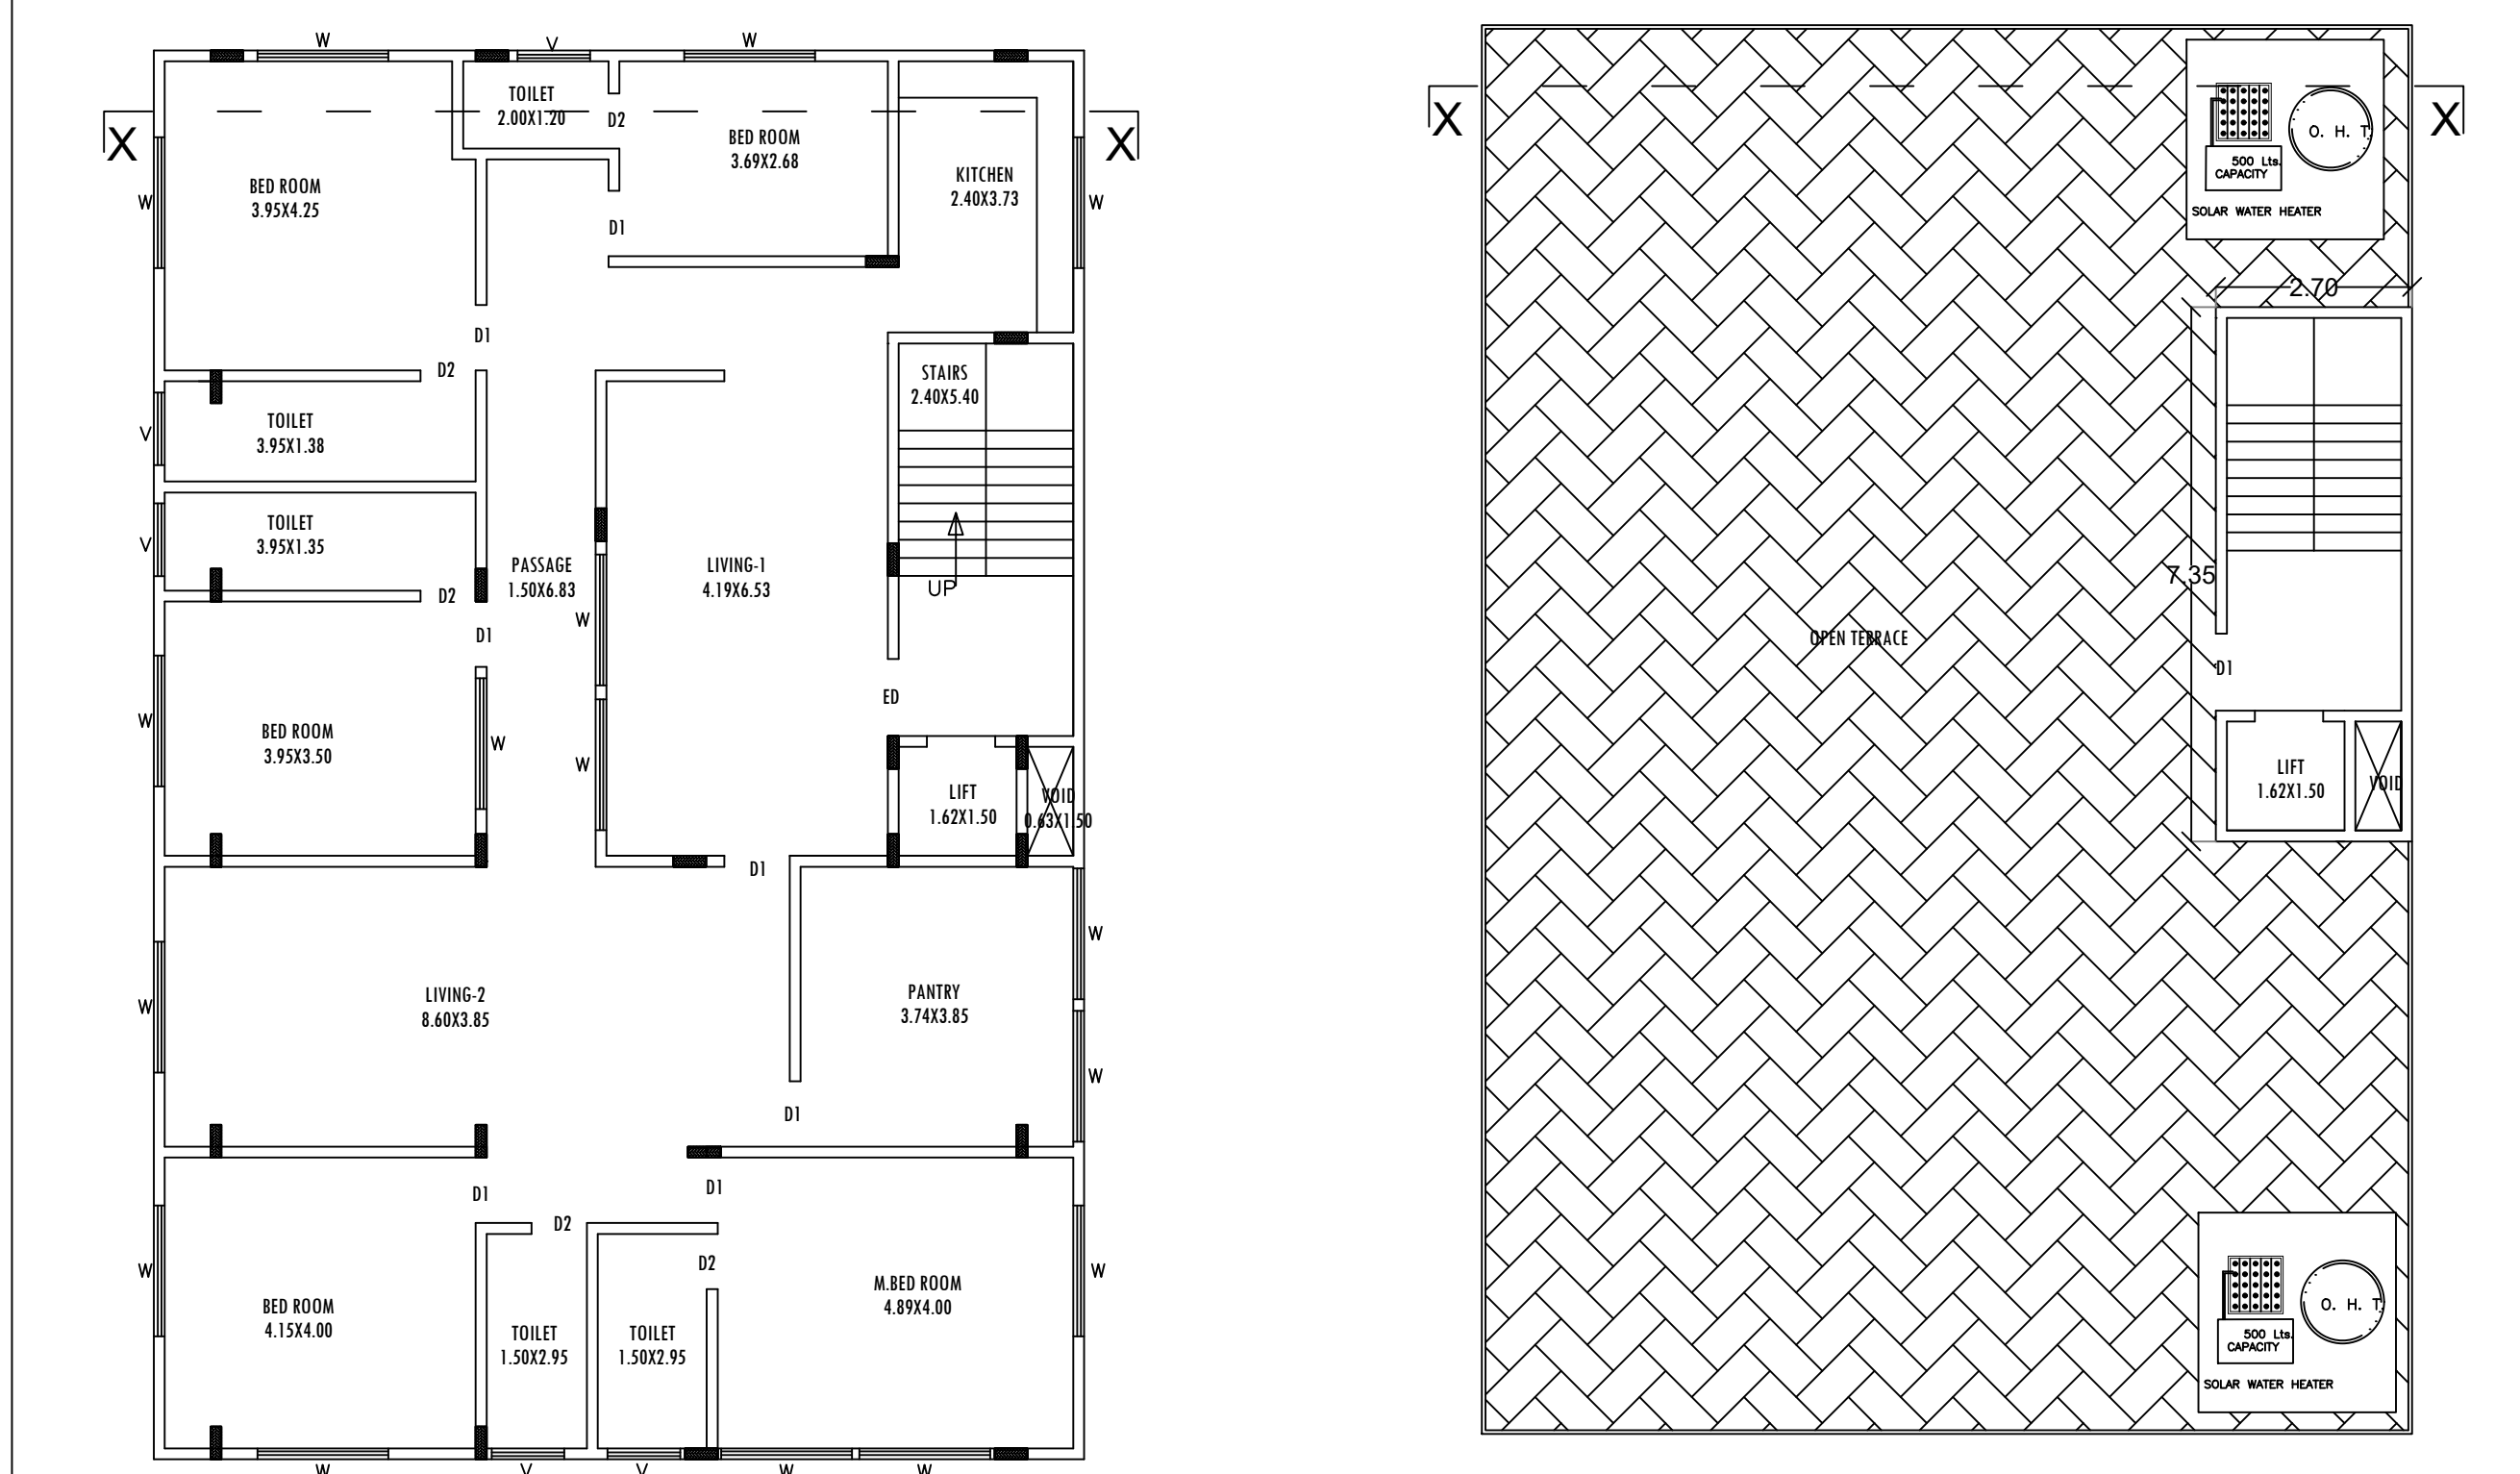 W
V
W
TOILET
2.00X1.20
D2
BED ROOM
3.69X2.68
X
X
BED ROOM
3.95X4.25
KITCHEN
2.40X3.73
W
W
D1
D1
D2
STAIRS
2.40X5.40
TOILET
3.95X1.38
V
TOILET
3.95X1.35
V
PASSAGE
1.50X6.83
LIVING-1
4.19X6.53
UP
D2
W
D1
ED
W
BED ROOM
3.95X3.50
W
W
LIFT
1.62X1.50
VOID
0.63X1.50
D1
W
LIVING-2
8.60X3.85
PANTRY
3.74X3.85
W
W
D1
D1
D1
D2
D2
W
W
M.BED ROOM
4.89X4.00
BED ROOM
4.15X4.00
TOILET
1.50X2.95
TOILET
1.50X2.95
W
V
V
W
W
X
X
O. H. T.
500 Lts.
CAPACITY
SOLAR WATER HEATER
2.70
7.35
OPEN TERRACE
D1
LIFT
1.62X1.50
VOID
O. H. T.
500 Lts.
CAPACITY
SOLAR WATER HEATER